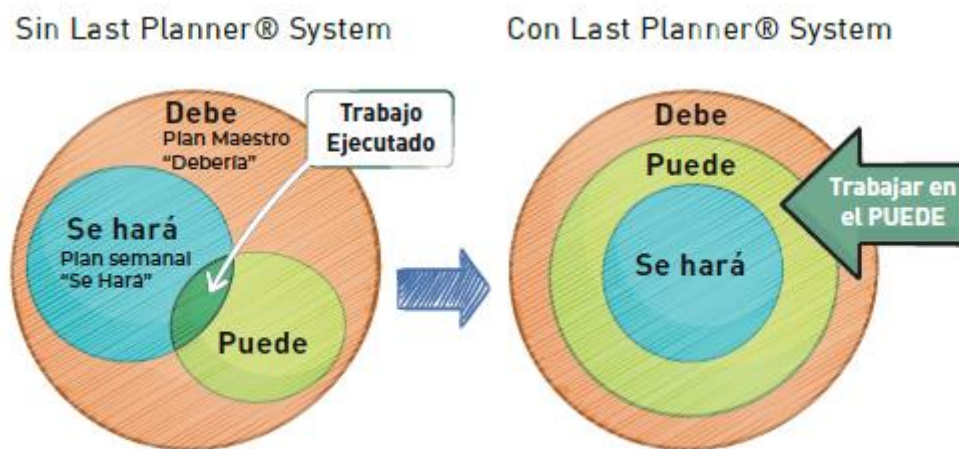 Sin Last Planner® System
Con Last Planner® System
Debe
Plan Maestro
“Debería”
Trabajo
Ejecutado
Se hará
Plan semanal
“Se Hará”
Puede
Debe
Puede
Se hará
Trabajar en
el PUEDE